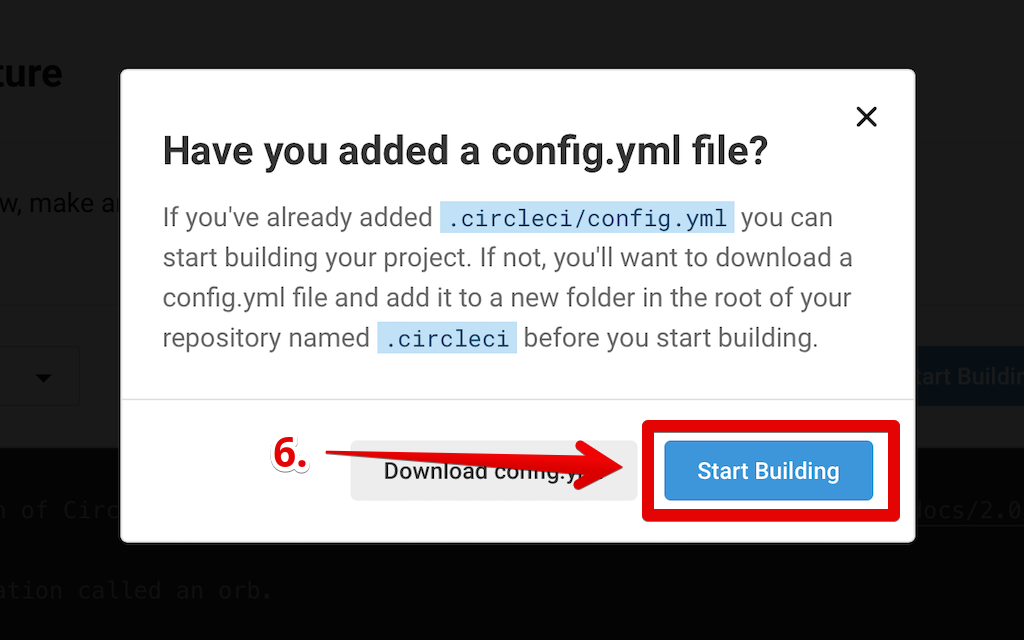 ture
Have you added a config.yml file?
w, make a
If you've already added .circleci/config.yml you can
start building your project. If not, you'll want to download a
config.yml file and add it to a new folder in the root of your
repository named .circleci before you start building.
tart Buildin
6.
Download config.y
Start Building
n of Circ
docs/2.0
ation called an orb.